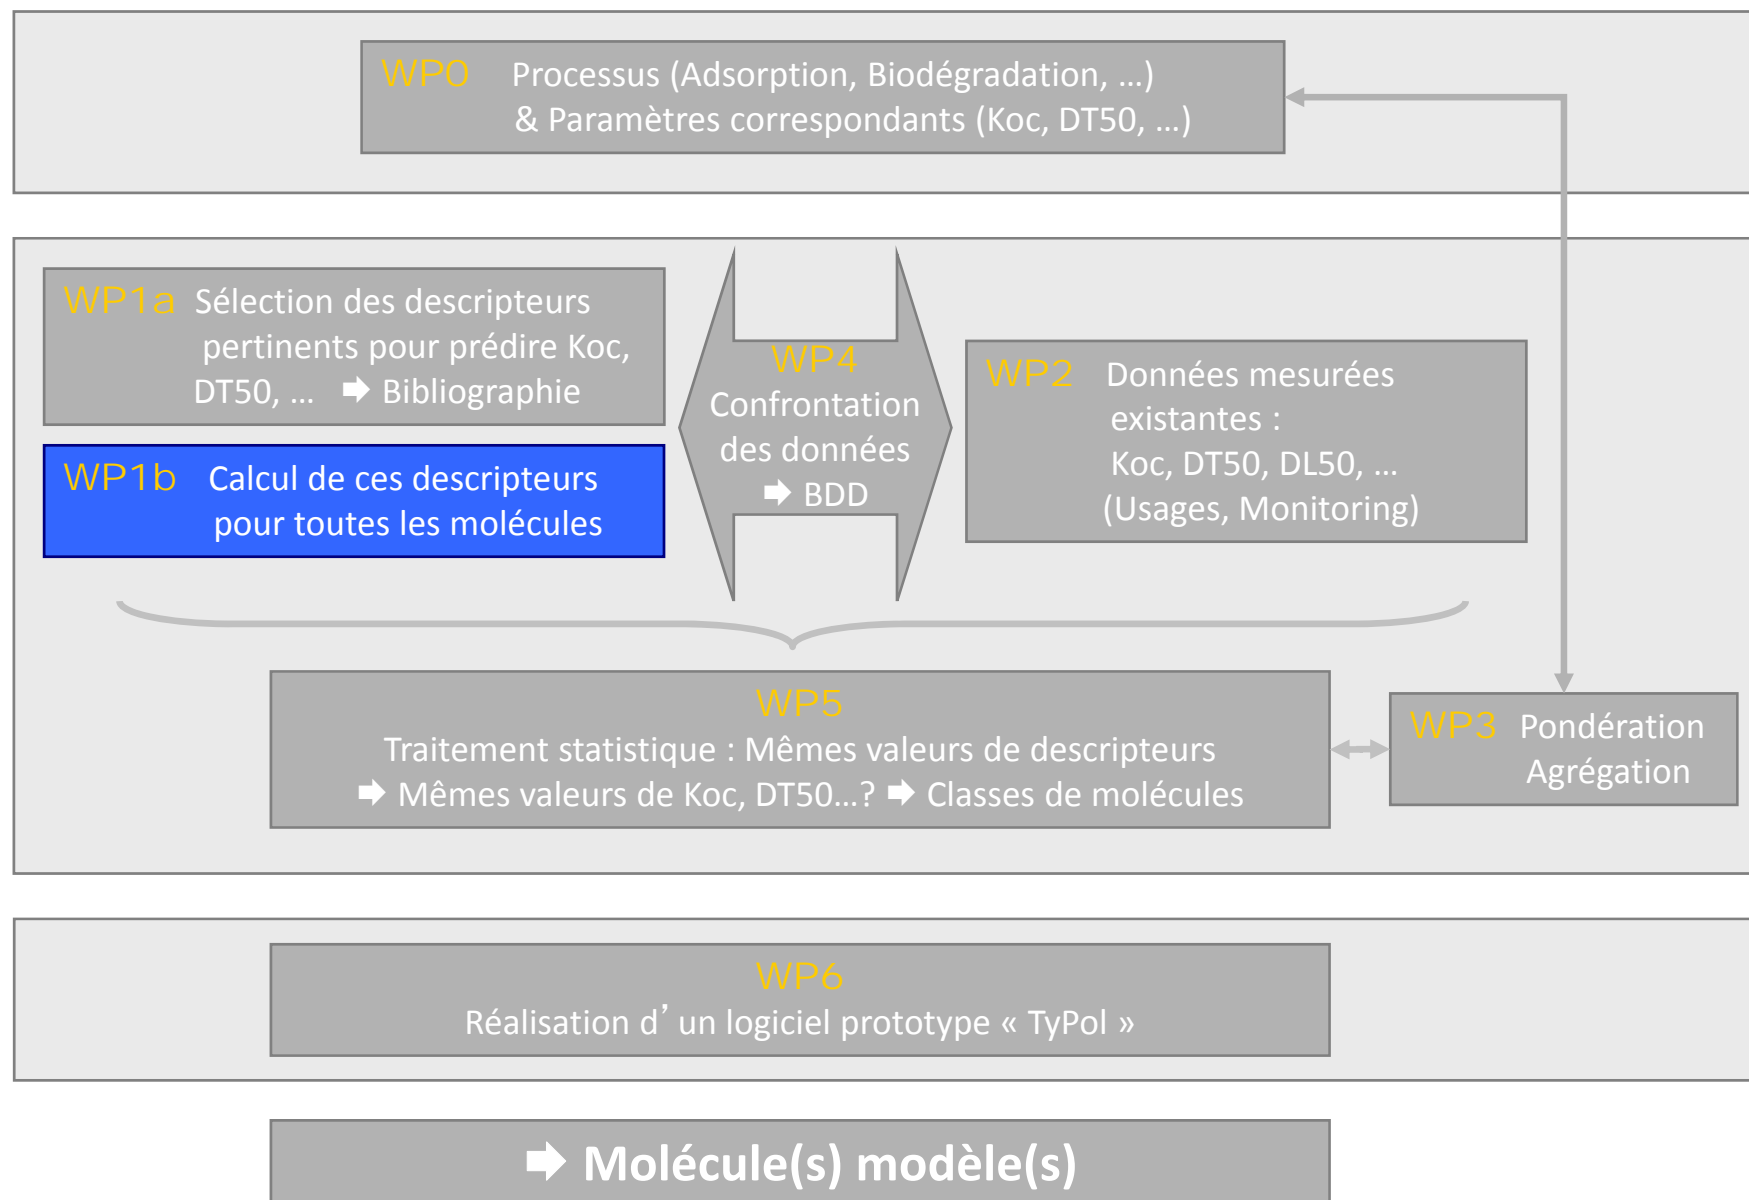 WP0 Processus (Adsorption, Biodégradation, ...)
& Paramètres correspondants (Koc, DT50, ...)
WP1a Sélection des descripteurs
pertinents pour prédire Koc,
DT50, ... ➡ Bibliographie
WP1b Calcul de ces descripteurs
pour toutes les molécules
WP4
Confrontation
des données
➡ BDD
WP2 Données mesurées
existantes :
Koc, DT50, DL50, ...
(Usages, Monitoring)
WP5
Traitement statistique : Mêmes valeurs de descripteurs
➡ Mêmes valeurs de Koc, DT50...? ➡ Classes de molécules
WP3 Pondération
Agrégation
WP6
Réalisation d’un logiciel prototype « TyPol »
➡ Molécule(s) modèle(s)